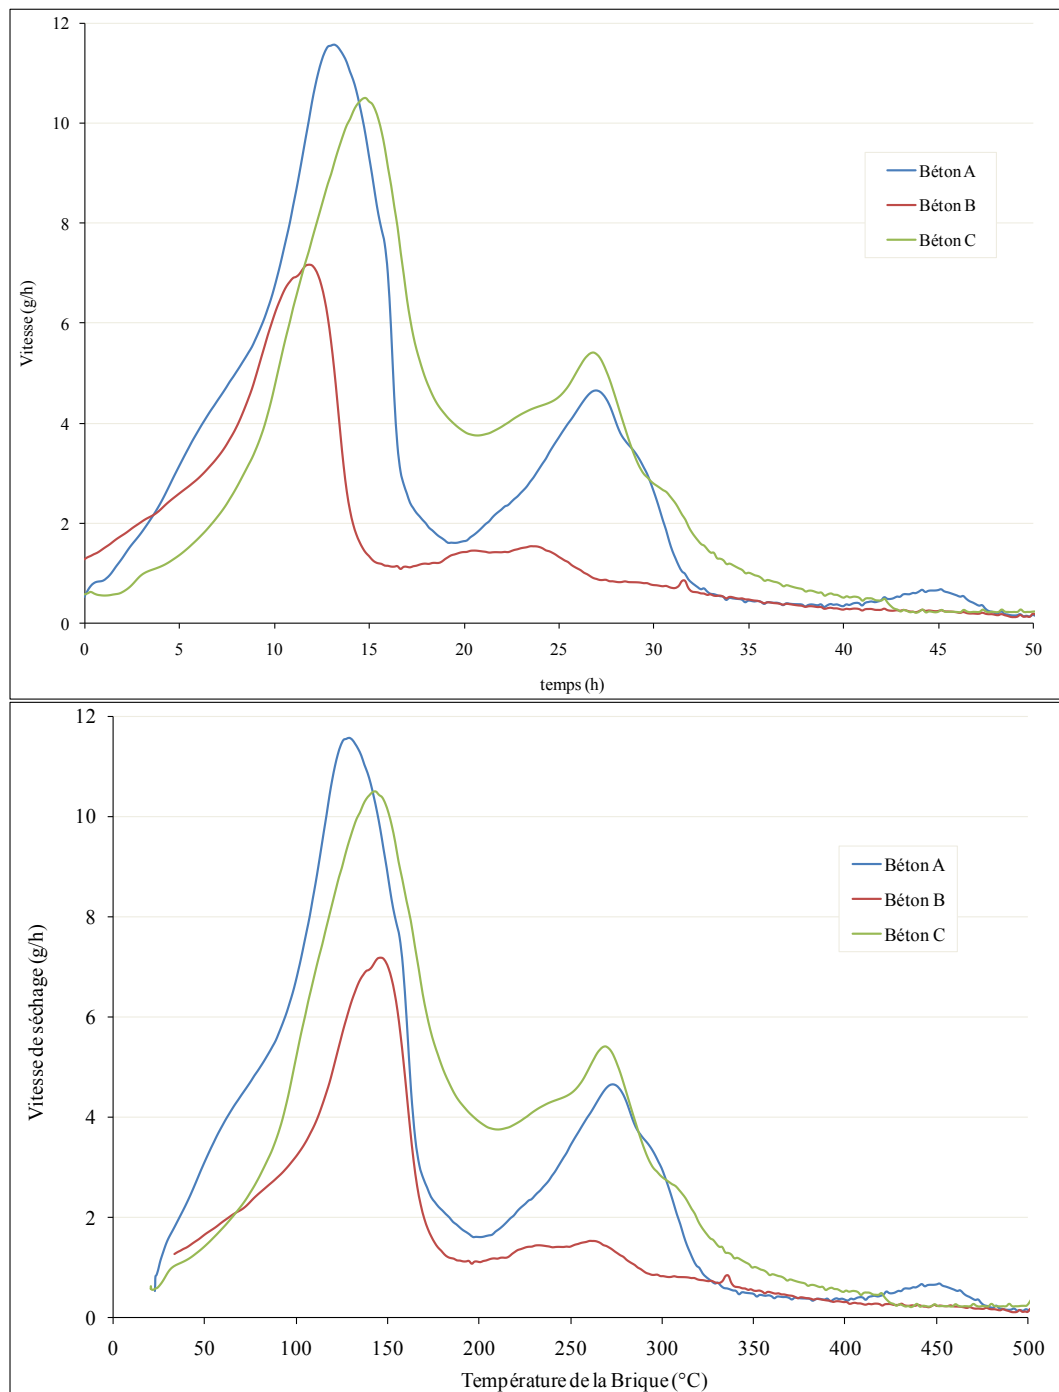 12
10
8
6
4
2
0
Vitesse (g/h)
Béton A
Béton B
Béton C
0 5 10 15 20 25 30 35 40 45 50
temps (h)
12
10
8
6
4
2
0
Vitesse de séchage (g/h)
Béton A
Béton B
Béton C
0 50 100 150 200 250 300 350 400 450 500
Température de la Brique (°C)